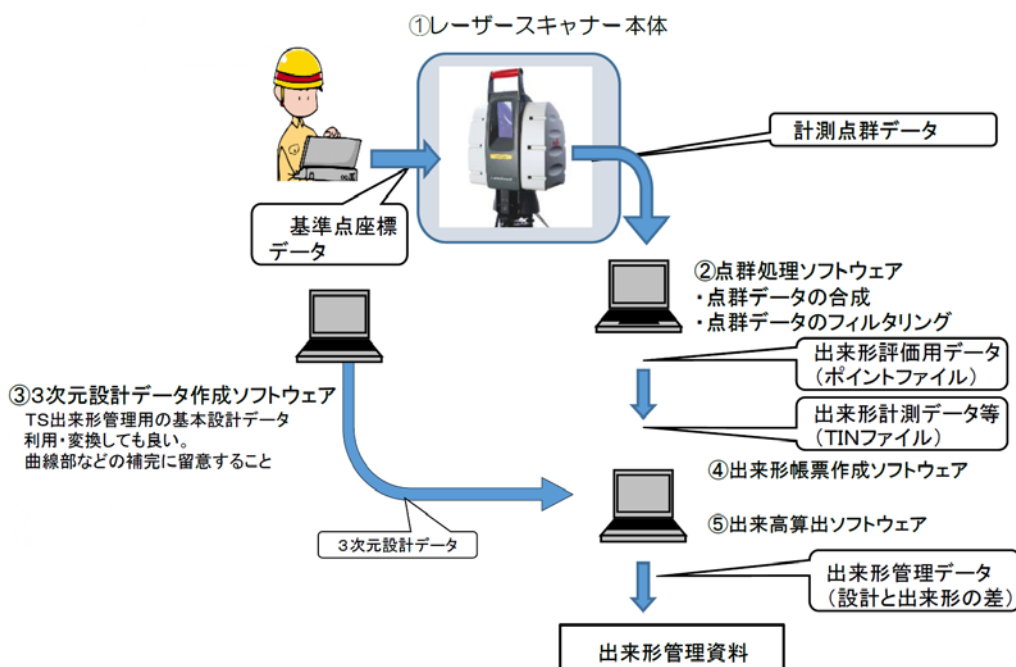 ①レーザースキャナー本体
計測点群データ
基準点座標
データ
②点群処理ソフトウェア
・点群データの合成
・点群データのフィルタリング
出来形評価用データ
（ポイントファイル）
③３次元設計データ作成ソフトウェア
TS出来形管理用の基本設計データ
利用・変換しても良い。
曲線部などの補完に留意すること
出来形計測データ等
（TINファイル）
④出来形帳票作成ソフトウェア
⑤出来高算出ソフトウェア
３次元設計データ
出来形管理データ
（設計と出来形の差）
出来形管理資料